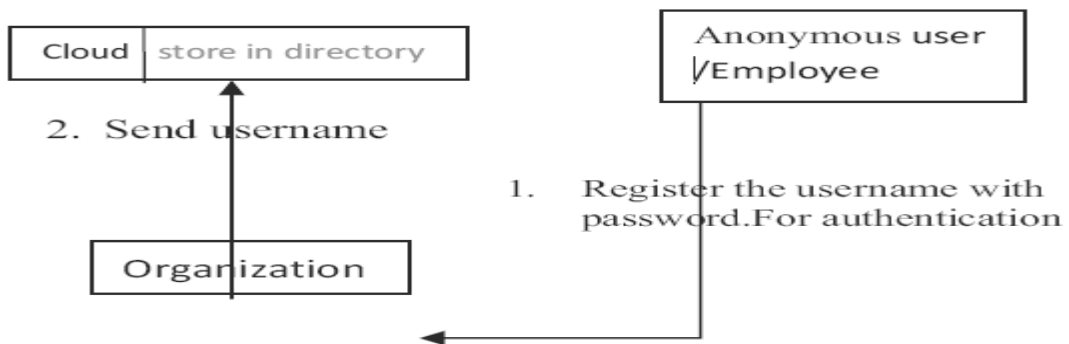 Cloud store in directory
Anonymous user
/Employee
2. Send username
1. Register the username with
password.For authentication
Organization